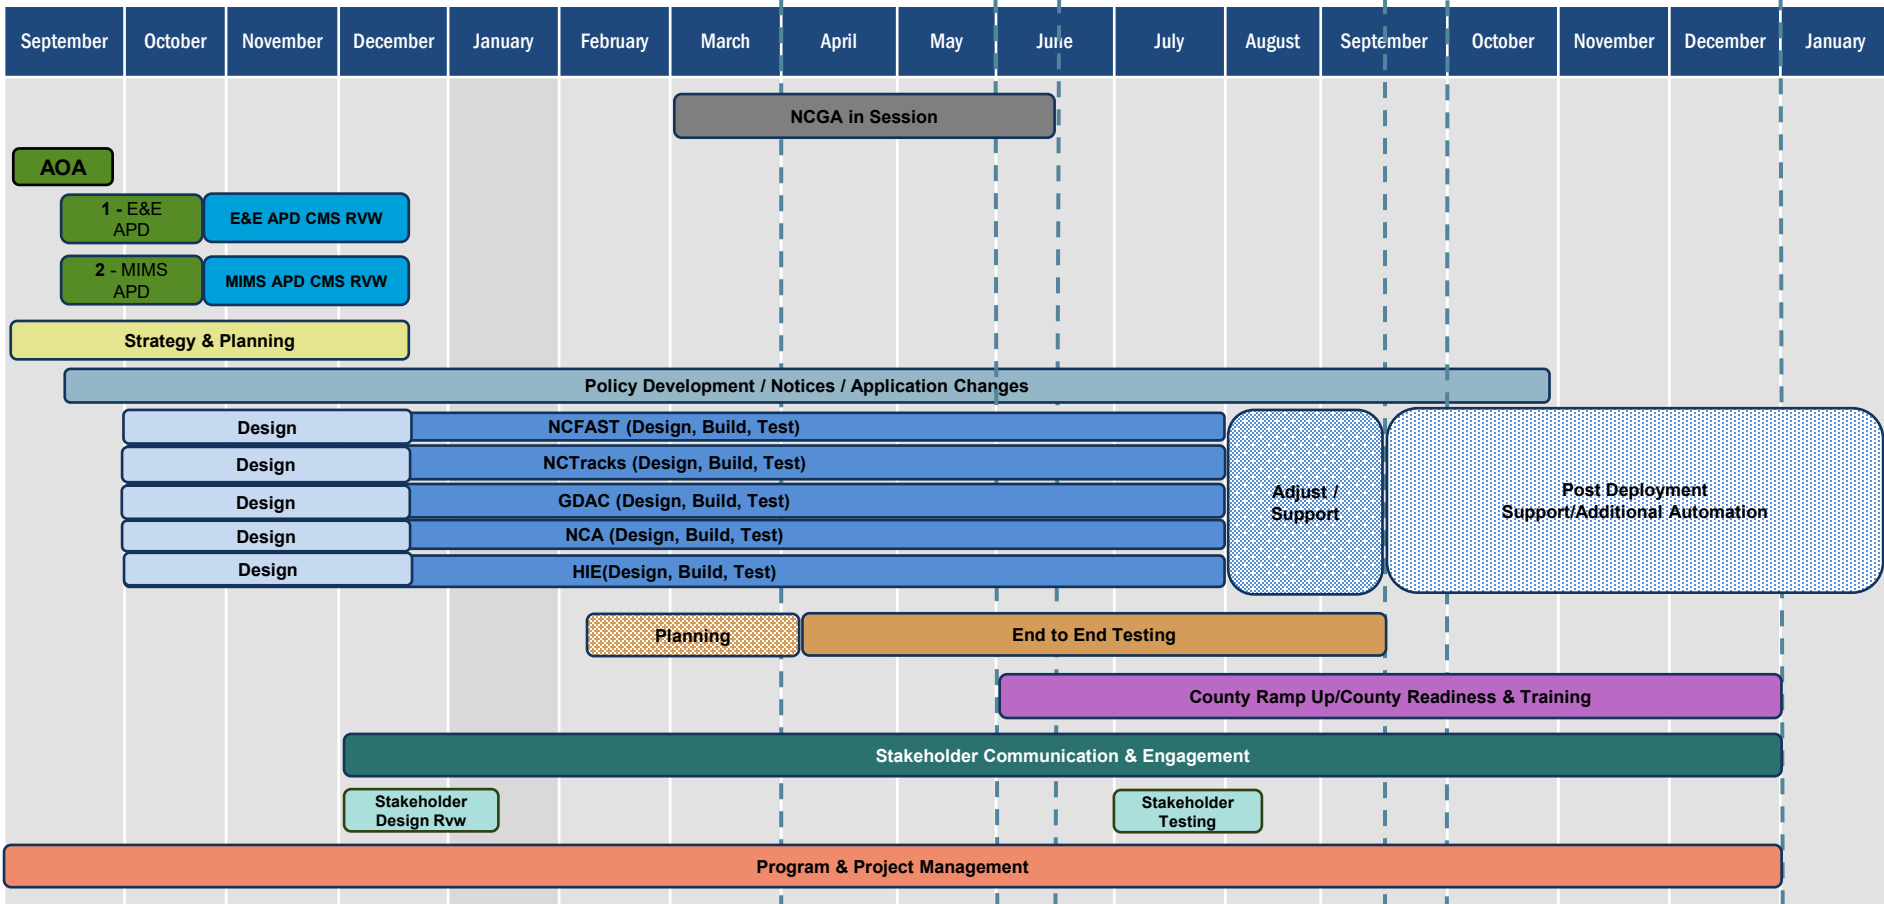 September October November December January February March April May June July August September October November December January
NCGA in Session
AOA
1 - E&E
APD
E&E APD CMS RVW
2 - MIMS
APD
MIMS APD CMS RVW
Strategy & Planning
Policy Development / Notices / Application Changes
Design
NCFAST (Design, Build, Test)
Design
NCTracks (Design, Build, Test)
Design
GDAC (Design, Build, Test)
Design
NCA (Design, Build, Test)
Design
HIE(Design, Build, Test)
Adjust /
Support
Post Deployment
Support/Additional Automation
Planning
End to End Testing
County Ramp Up/County Readiness & Training
Stakeholder Communication & Engagement
Stakeholder
Design Rvw
Stakeholder
Testing
Program & Project Management